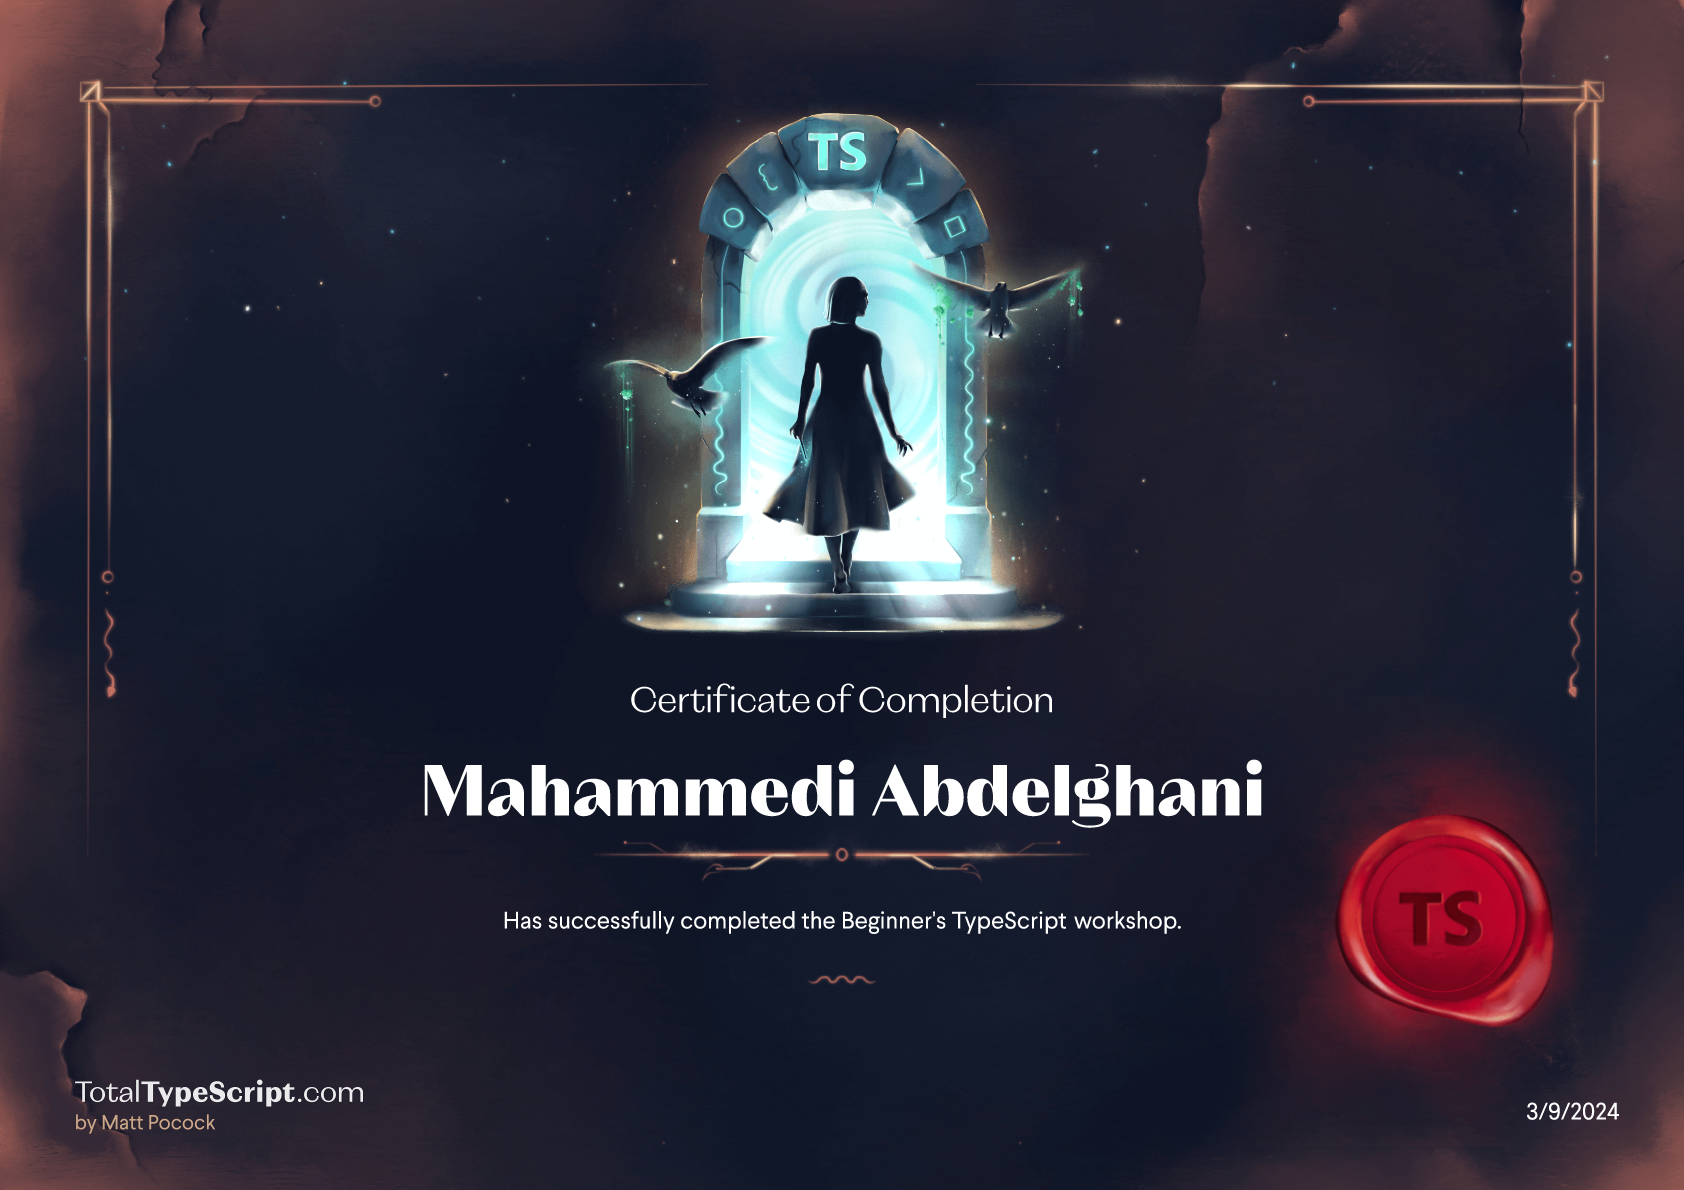 TS
Certificate of Completion
Mahammedi Abdelghani
Has successfully completed the Beginner's TypeScript workshop.
TS
TotalTypeScript.com
by Matt Pocock
3/9/2024